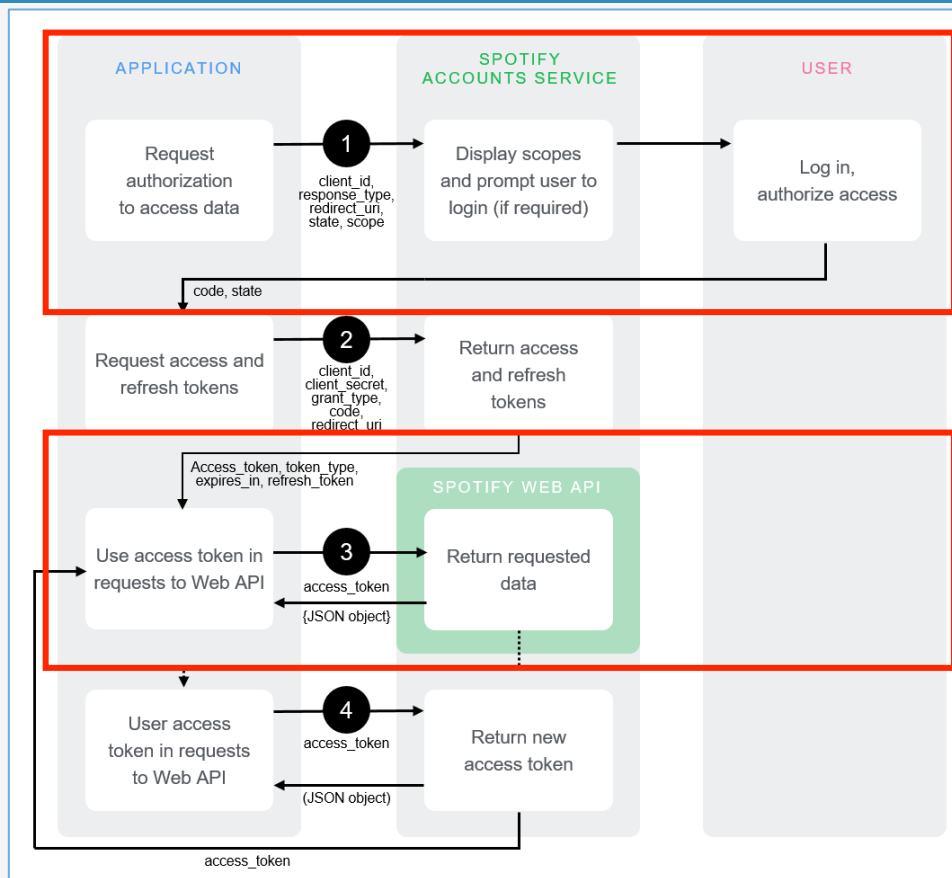 APPLICATION
SPOTIFY
ACCOUNTS SERVICE
USER
Request
authorization
to access data
1
client_id,
response_type,
redirect_uri,
state, scope
Display scopes
and prompt user to
login (if required)
Log in,
authorize access
code, state
Request access and
refresh tokens
2
client_id,
client_secret,
grant_type,
code,
redirect_uri
Return access
and refresh
tokens
Access_token, token_type,
expires_in, refresh_token
SPOTIFY WEB API
Use access token in
requests to Web API
3
access_token
{JSON object}
Return requested
data
User access
token in requests
to Web API
4
access_token
(JSON object)
Return new
access token
access_token